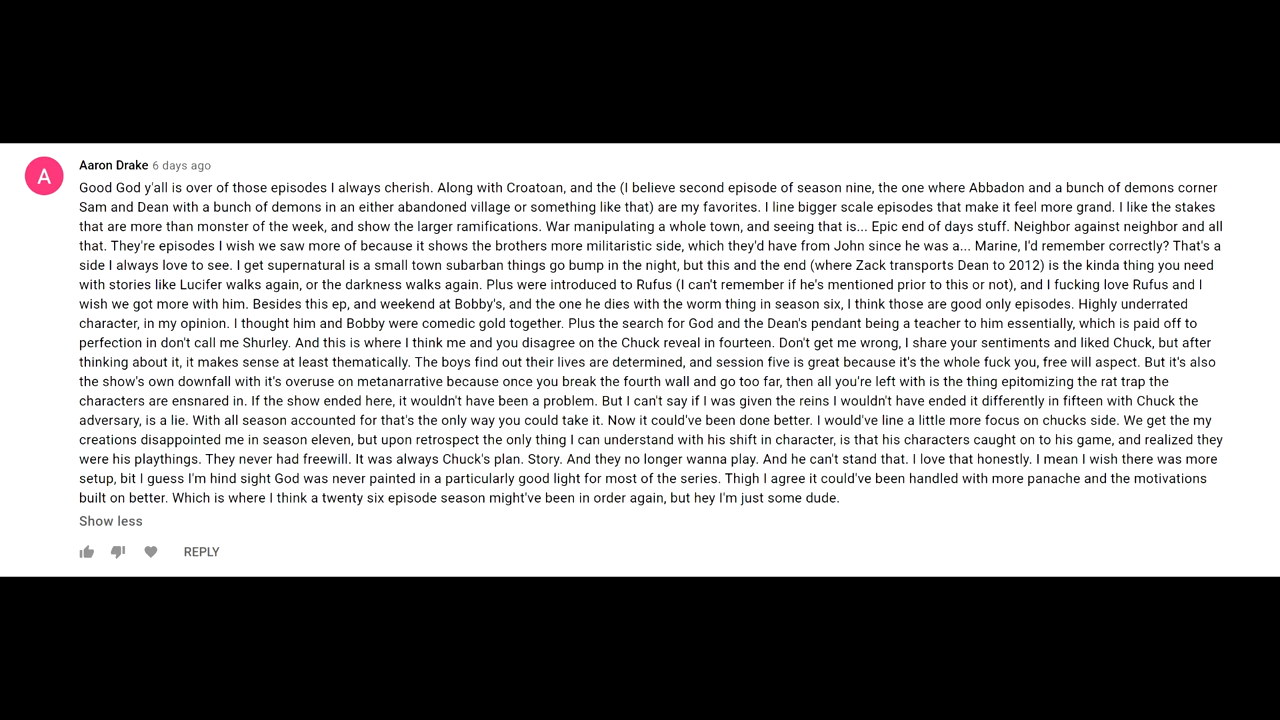 A
Aaron Drake 6 days ago
Good God y'all is over of those episodes I always cherish. Along with Croatoan, and the (I believe second episode of season nine, the one where Abbadon and a bunch of demons corner
Sam and Dean with a bunch of demons in an either abandoned village or something like that) are my favorites. I line bigger scale episodes that make it feel more grand. I like the stakes
that are more than monster of the week, and show the larger ramifications. War manipulating a whole town, and seeing that is... Epic end of days stuff. Neighbor against neighbor and all
that. They're episodes I wish we saw more of because it shows the brothers more militaristic side, which they'd have from John since he was a... Marine, I'd remember correctly? That's a
side I always love to see. I get supernatural is a small town subarban things go bump in the night, but this and the end (where Zack transports Dean to 2012) is the kinda thing you need
with stories like Lucifer walks again, or the darkness walks again. Plus were introduced to Rufus (I can't remember if he's mentioned prior to this or not), and I fucking love Rufus and I
wish we got more with him. Besides this ep, and weekend at Bobby's, and the one he dies with the worm thing in season six, I think those are good only episodes. Highly underrated
character, in my opinion. I thought him and Bobby were comedic gold together. Plus the search for God and the Dean's pendant being a teacher to him essentially, which is paid off to
perfection in don't call me Shurley. And this is where I think me and you disagree on the Chuck reveal in fourteen. Don't get me wrong, I share your sentiments and liked Chuck, but after
thinking about it, it makes sense at least thematically. The boys find out their lives are determined, and session five is great because it's the whole fuck you, free will aspect. But it's also
the show's own downfall with it's overuse on metanarrative because once you break the fourth wall and go too far, then all you're left with is the thing epitomizing the rat trap the
characters are ensnared in. If the show ended here, it wouldn't have been a problem. But I can't say if I was given the reins I wouldn't have ended it differently in fifteen with Chuck the
adversary, is a lie. With all season accounted for that's the only way you could take it. Now it could've been done better. I would've line a little more focus on chucks side. We get the my
creations disappointed me in season eleven, but upon retrospect the only thing I can understand with his shift in character, is that his characters caught on to his game, and realized they
were his playthings. They never had freewill. It was always Chuck's plan. Story. And they no longer wanna play. And he can't stand that. I love that honestly. I mean I wish there was more
setup, bit I guess I'm hind sight God was never painted in a particularly good light for most of the series. Thigh I agree it could've been handled with more panache and the motivations
built on better. Which is where I think a twenty six episode season might've been in order again, but hey I'm just some dude.
Show less
REPLY